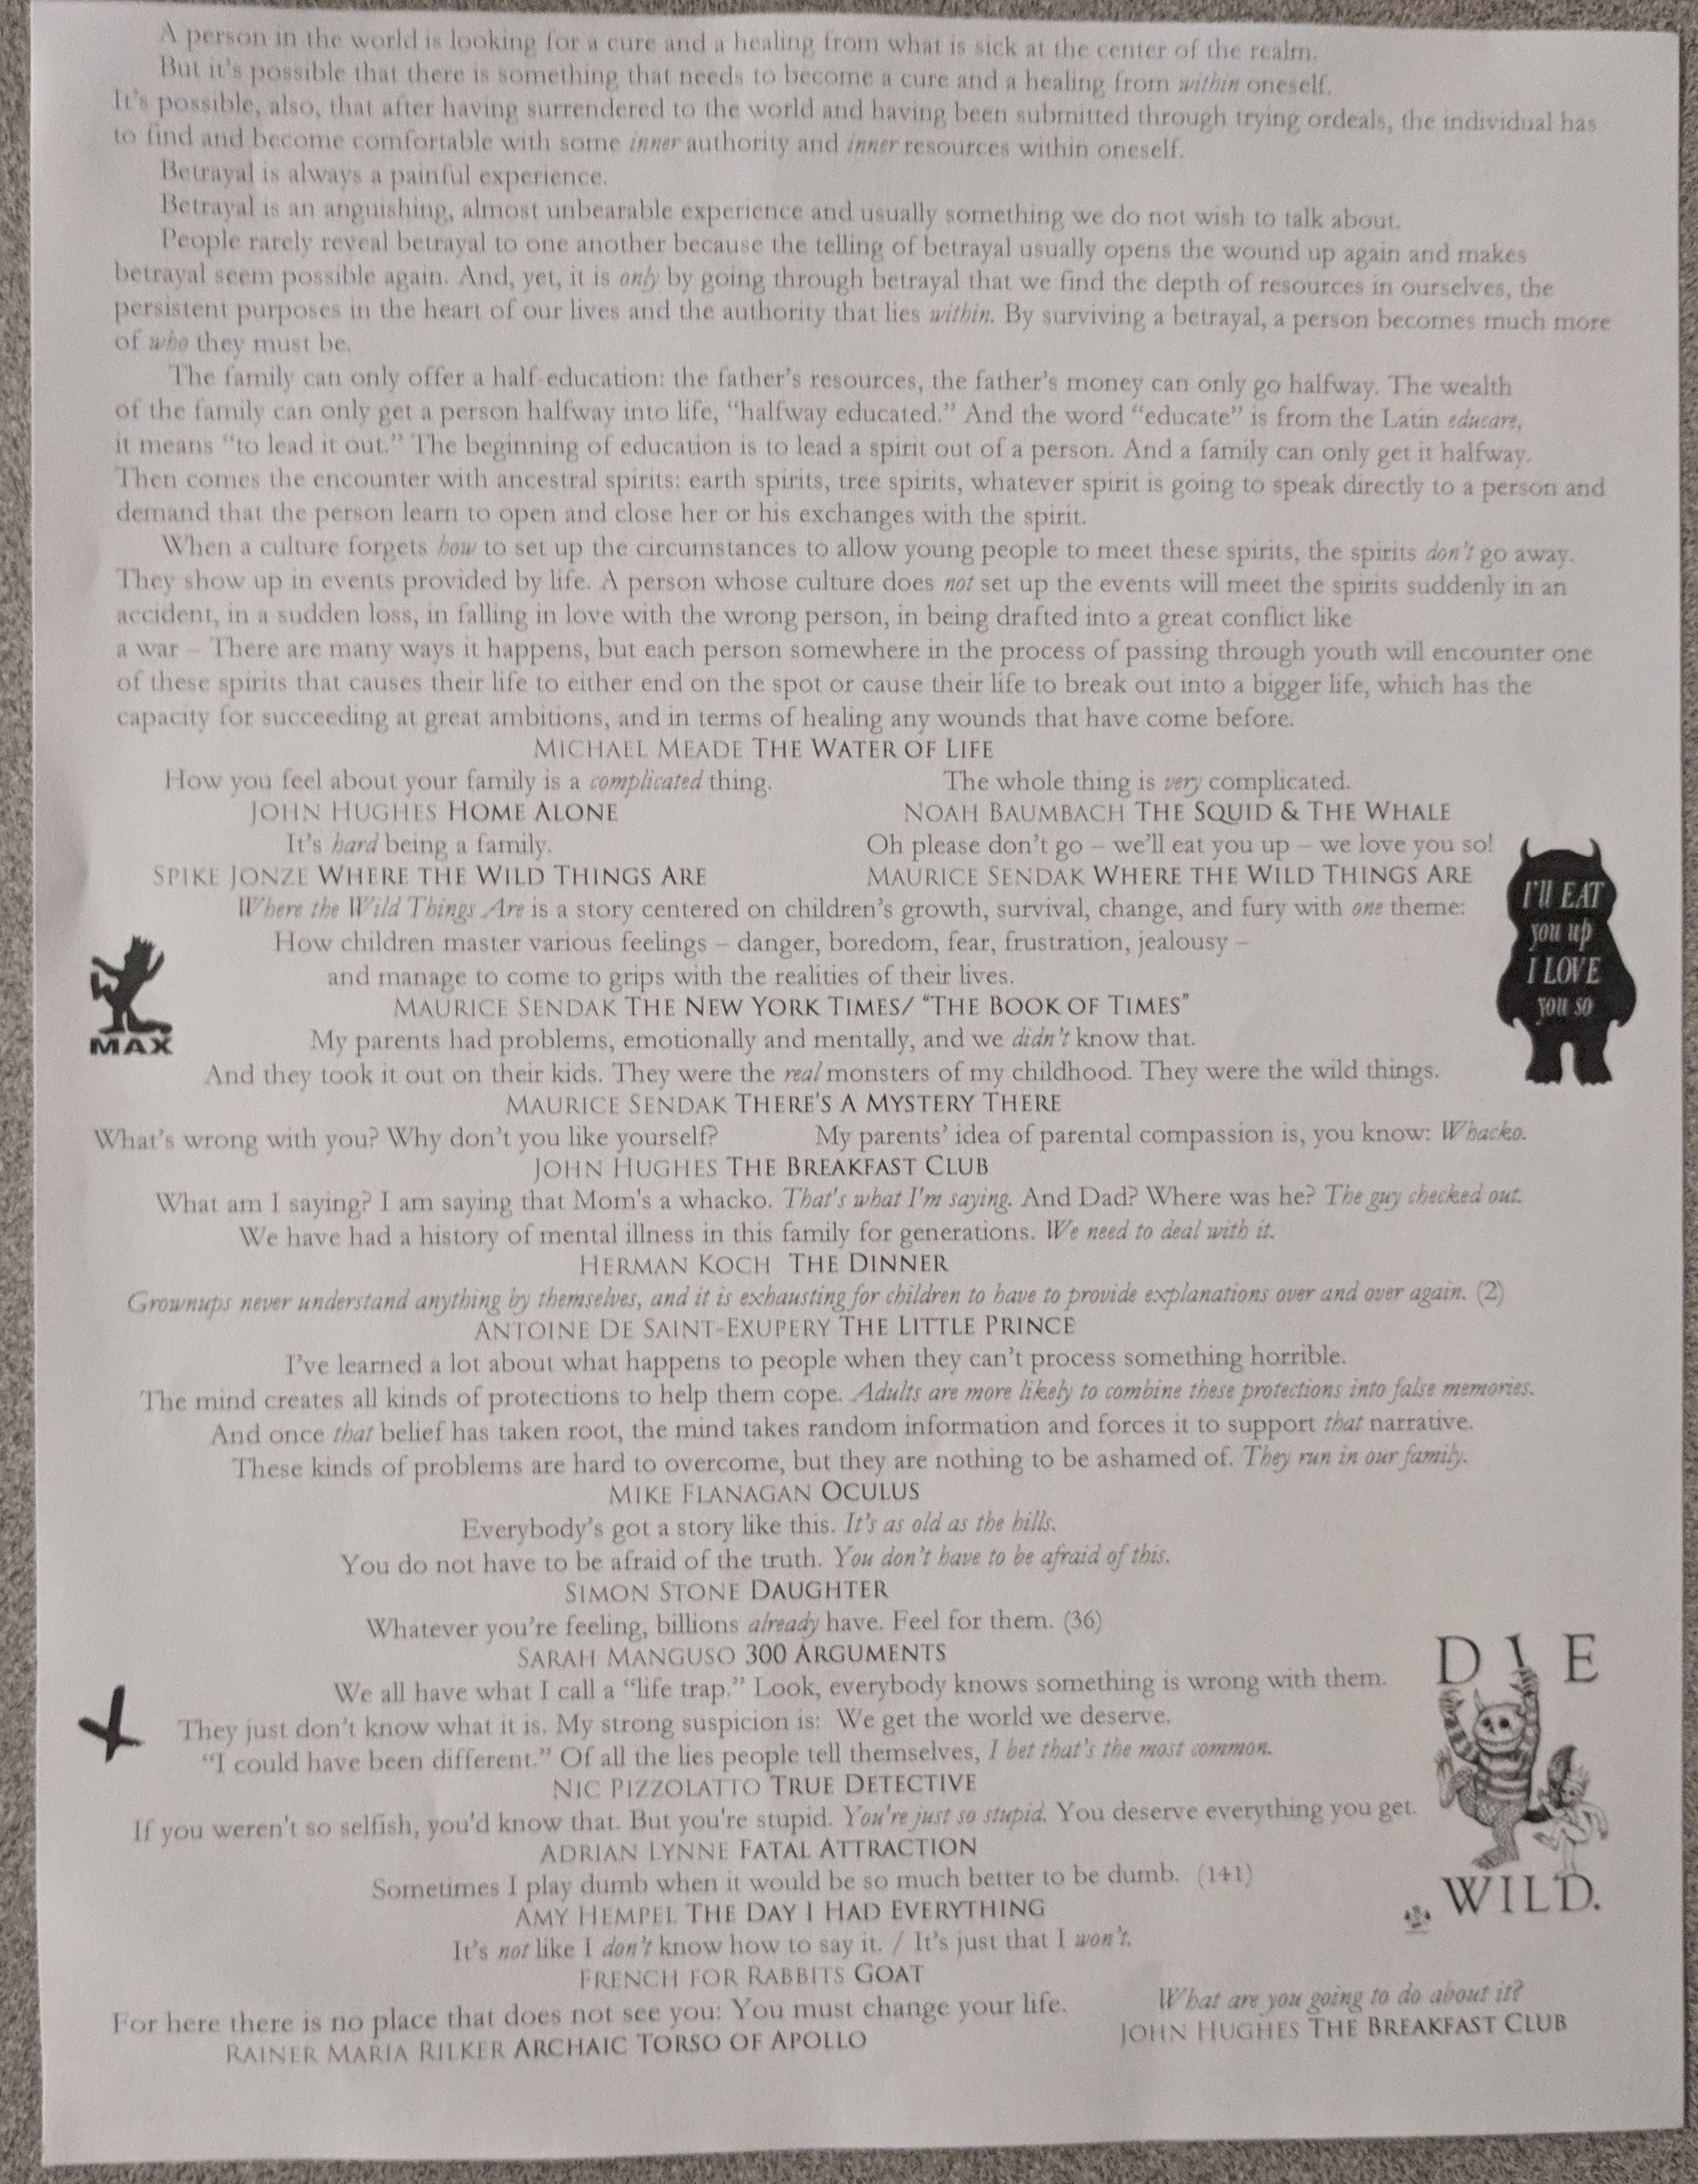 A person in the world is looking for a cure and a healing from what is sick at the center of the realm.
But it's possible that there is something that needs to become a cure and a healing from within oneself.
It's possible, also, that after having surrendered to the world and having been submitted through trying ordeals, the individual has
to find and become comfortable with some inner authority and inner resources within oneself.
Betrayal is always a painful experience.
Betrayal is an anguishing, almost unbearable experience and usually something we do not wish to talk about.
People rarely reveal betrayal to one another because the telling of betrayal usually opens the wound up again and makes
betrayal seem possible again. And, yet, it is only by going through betrayal that we find the depth of resources in ourselves, the
persistent purposes in the heart of our lives and the authority that lies within. By surviving a betrayal, a person becomes much more
of who they must be.
The family can only offer a half-education: the father's resources, the father's money can only go halfway. The wealth
of the family can only get a person halfway into life, “halfway educated.” And the word “educate” is from the Latin educare,
it means “to lead it out.” The beginning of education is to lead a spirit out of a person. And a family can only get it halfway.
Then comes the encounter with ancestral spirits: earth spirits, tree spirits, whatever spirit is going to speak directly to a person and
demand that the person learn to open and close her or his exchanges with the spirit.
When a culture forgets how to set up the circumstances to allow young people to meet these spirits, the spirits don't go away.
They show up in events provided by life. A person whose culture does not set up the events will meet the spirits suddenly in an
accident, in a sudden loss, in falling in love with the wrong person, in being drafted into a great conflict like
a war – There are many ways it happens, but each person somewhere in the process of passing through youth will encounter one
of these spirits that causes their life to either end on the spot or cause their life to break out into a bigger life, which has the
capacity for succeeding at great ambitions, and in terms of healing any wounds that have come before.
MICHAEL MEADE THE WATER OF LIFE
How you feel about your family is a complicated thing. The whole thing is very complicated.
JOHN HUGHES HOME ALONE NOAH BAUMBACH THE SQUID & THE WHALE
It's hard being a family. Oh please don't go – we'll eat you up – we love you so!
SPIKE JONZE WHERE THE WILD THINGS ARE MAURICE SENDAK WHERE THE WILD THINGS ARE
I'll EAT
you up
I LOVE
you so
Where the Wild Things Are is a story centered on children's growth, survival, change, and fury with one theme:
How children master various feelings – danger, boredom, fear, frustration, jealousy –
and manage to come to grips with the realities of their lives.
MAURICE SENDAK THE NEW YORK TIMES/ “THE BOOK OF TIMES”
MAX
My parents had problems, emotionally and mentally, and we didn't know that.
And they took it out on their kids. They were the real monsters of my childhood. They were the wild things.
MAURICE SENDAK THERE'S A MYSTERY THERE
What's wrong with you? Why don't you like yourself? My parents' idea of parental compassion is, you know: Whacko.
JOHN HUGHES THE BREAKFAST CLUB
What am I saying? I am saying that Mom's a whacko. That's what I'm saying. And Dad? Where was he? The guy checked out.
We have had a history of mental illness in this family for generations. We need to deal with it.
HERMAN KOCH THE DINNER
Grownups never understand anything by themselves, and it is exhausting for children to have to provide explanations over and over again. (2)
ANTOINE DE SAINT-EXUPERY THE LITTLE PRINCE
I've learned a lot about what happens to people when they can't process something horrible.
The mind creates all kinds of protections to help them cope. Adults are more likely to combine these protections into false memories.
And once that belief has taken root, the mind takes random information and forces it to support that narrative.
These kinds of problems are hard to overcome, but they are nothing to be ashamed of. They run in our family.
MIKE FLANAGAN OCULUS
Everybody's got a story like this. It's as old as the hills.
You do not have to be afraid of the truth. You don't have to be afraid of this.
SIMON STONE DAUGHTER
Whatever you're feeling, billions already have. Feel for them. (36)
SARAH MANGUSO 300 ARGUMENTS
We all have what I call a “life trap.” Look, everybody knows something is wrong with them.
They just don't know what it is. My strong suspicion is: We get the world we deserve.
“I could have been different.” Of all the lies people tell themselves, I bet that's the most common.
NIC PIZZOLATTO TRUE DETECTIVE
If you weren't so selfish, you'd know that. But you're stupid. You're just so stupid. You deserve everything you get.
ADRIAN LYNNE FATAL ATTRACTION
Sometimes I play dumb when it would be so much better to be dumb. (141)
AMY HEMPEL THE DAY I HAD EVERYTHING
DIE
WILD.
It's not like I don't know how to say it. / It's just that I won't.
FRENCH FOR RABBITS GOAT
For here there is no place that does not see you: You must change your life.
RAINER MARIA RILKER ARCHAIC TORSO OF APOLLO
What are you going to do about it?
JOHN HUGHES THE BREAKFAST CLUB